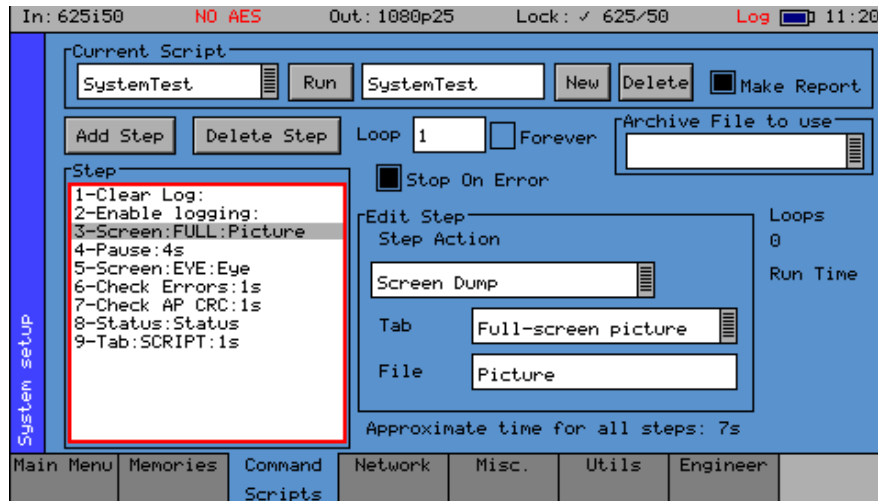 In: 625i50 NO AES Out: 1080p25 Lock: ✓ 625/50 Log 11:20
Current Script
SystemTest Run SystemTest New Delete Make Report
Add Step Delete Step Loop 1 Forever Archive File to use
Stop On Error
Step
1-Clear Log:
2-Enable logging:
3-Screen:FULL:Picture
4-Pause:4s
5-Screen:EYE:Eye
6-Check Errors:1s
7-Check AP CRC:1s
8-Status:Status
9-Tab:SCRIPT:1s
Edit Step
Step Action
Screen Dump
Tab Full-screen picture
File Picture
Loops
0
Run Time
Approximate time for all steps: 7s
System setup
Main Menu Memories Command Scripts Network Misc. Utils Engineer